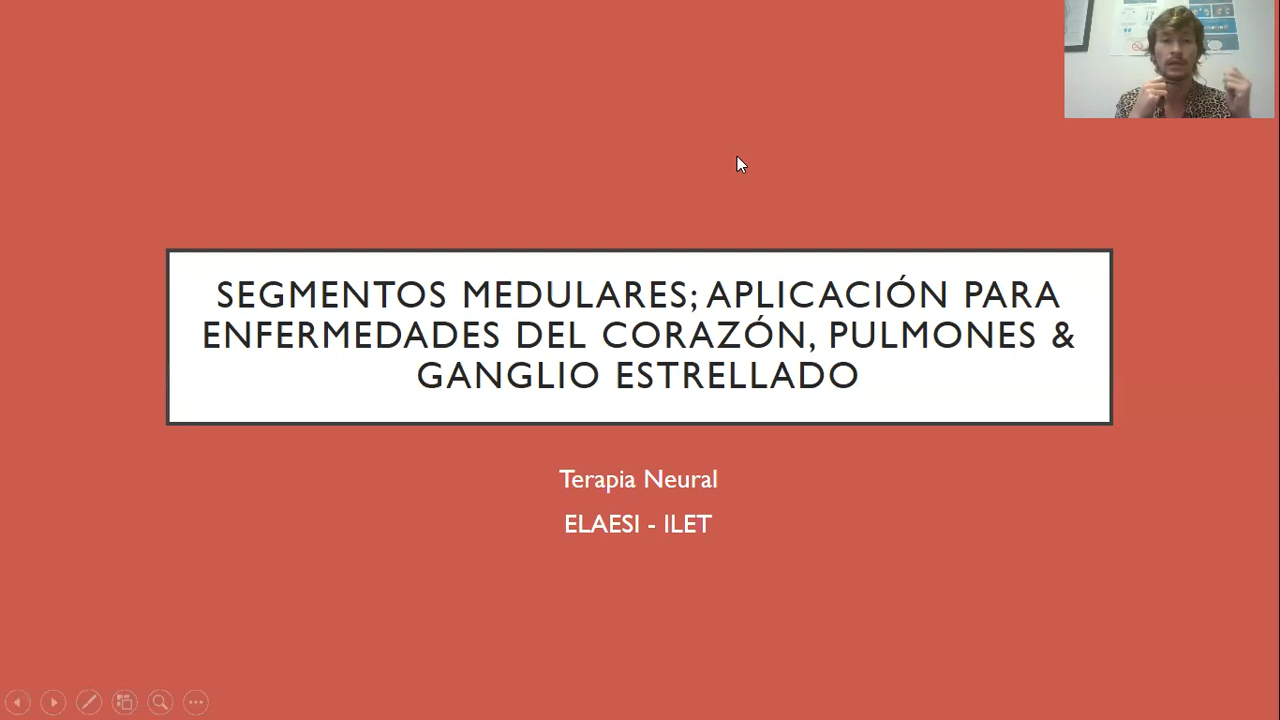 SEGMENTOS MEDULARES; APLICACIÓN PARA
ENFERMEDADES DEL CORAZÓN, PULMONES &
GANGLIO ESTRELLADO
Terapia Neural
ELAESI - ILET